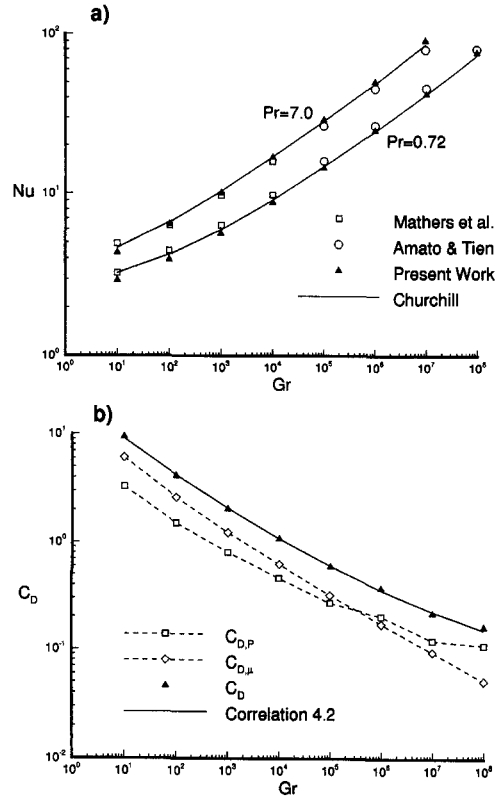 a)
10²
Nu
10¹
10⁰
Pr=7.0
Pr=0.72
Mathers et al.
Amato & Tien
Present Work
Churchill
10⁰ 10¹ 10² 10³ 10⁴ 10⁵ 10⁶ 10⁷ 10⁸
Gr
b)
10¹
10⁰
C_D
10⁻¹
10⁻²
C_D,P
C_D,μ
C_D
Correlation 4.2
10⁰ 10¹ 10² 10³ 10⁴ 10⁵ 10⁶ 10⁷ 10⁸
Gr